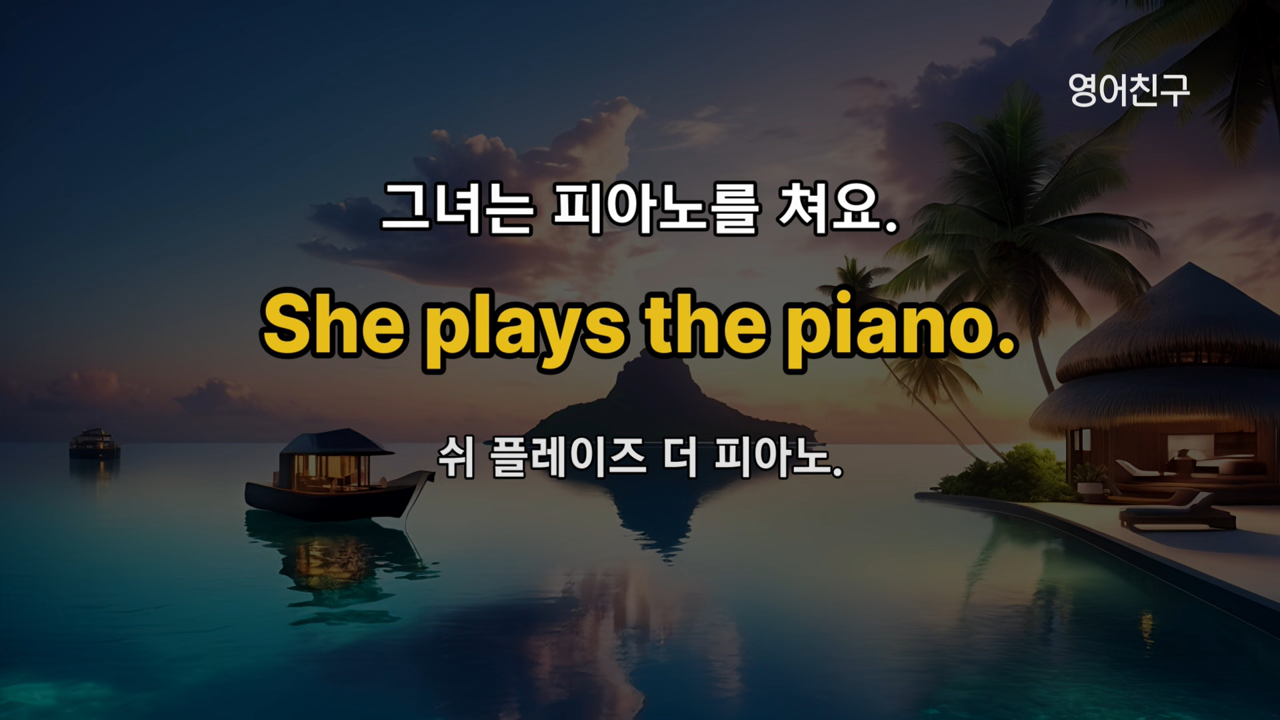 영어친구
그녀는 피아노를 쳐요.
She plays the piano.
쉬 플레이즈 더 피아노.